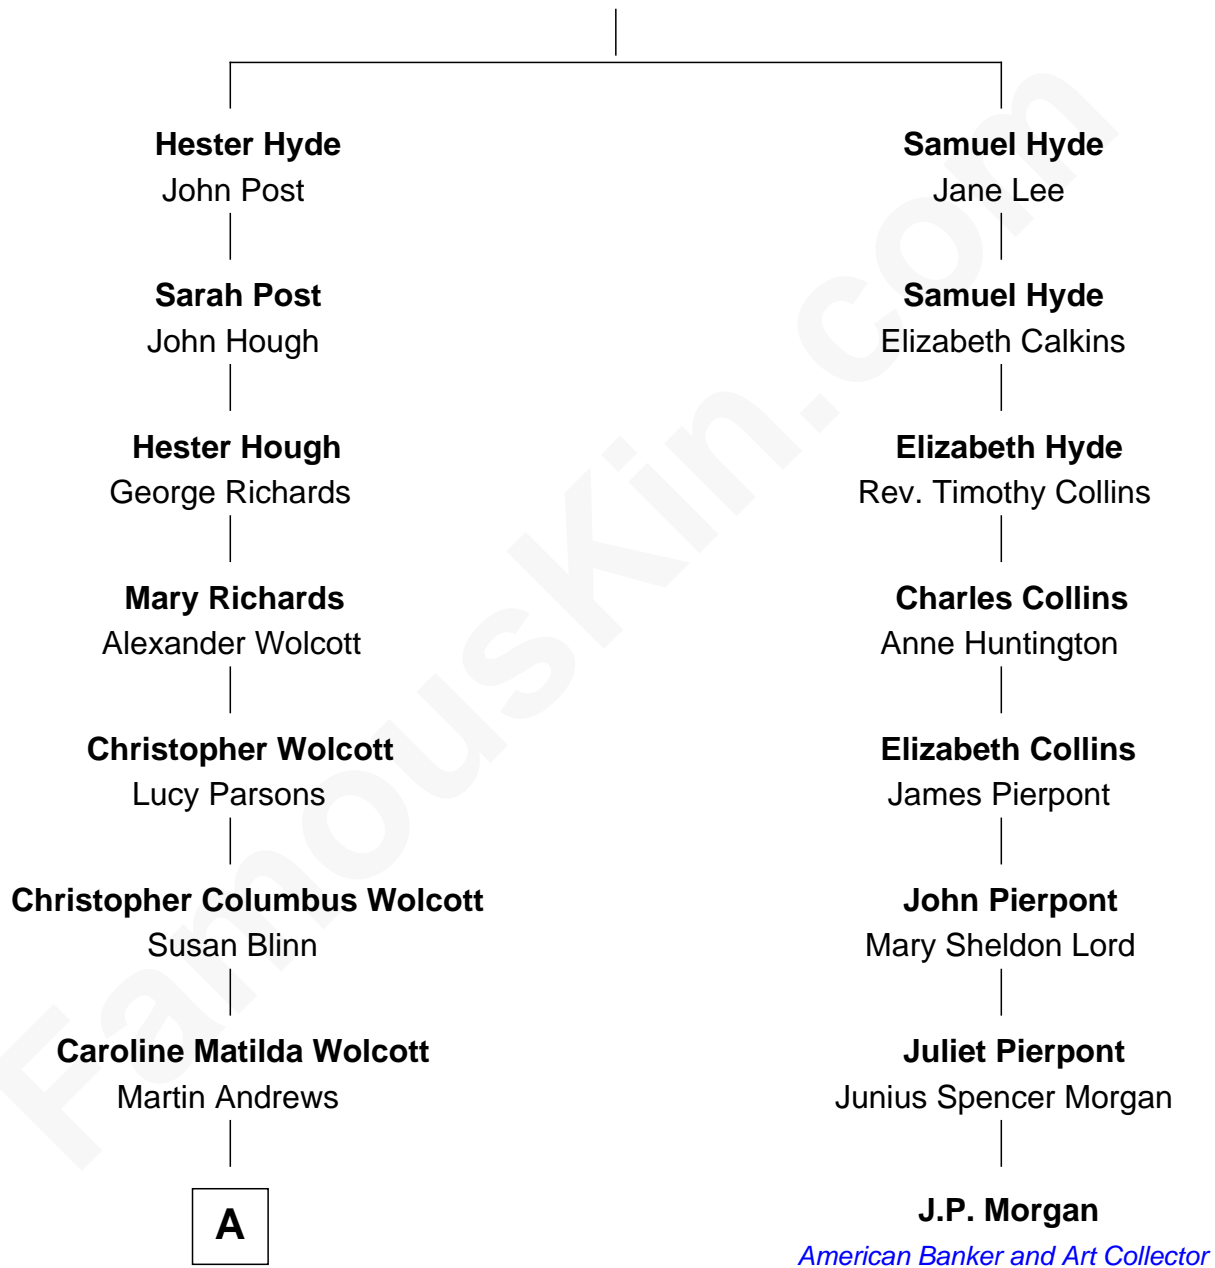 Hester Hyde
John Post
Sarah Post
John Hough
Hester Hough
George Richards
Mary Richards
Alexander Wolcott
Christopher Wolcott
Lucy Parsons
Christopher Columbus Wolcott
Susan Blinn
Caroline Matilda Wolcott
Martin Andrews
A
Samuel Hyde
Jane Lee
Samuel Hyde
Elizabeth Calkins
Elizabeth Hyde
Rev. Timothy Collins
Charles Collins
Anne Huntington
Elizabeth Collins
James Pierpont
John Pierpont
Mary Sheldon Lord
Juliet Pierpont
Junius Spencer Morgan
J.P. Morgan
American Banker and Art Collector
FamousKin.com